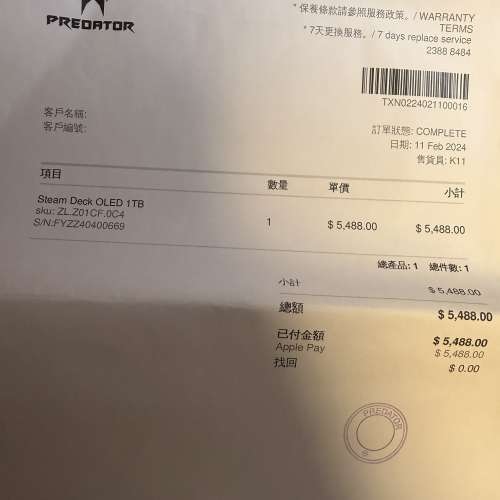 PREDATOR
* 保養條款請參照服務政策。/ WARRANTY
TERMS
* 7天更換服務。/ 7 days replace service
2388 8484
TXN0224021100016
客戶名稱:
客戶編號:
訂單狀態: COMPLETE
日期: 11 Feb 2024
售貨員: K11
項目 數量 單價 小計
Steam Deck OLED 1TB 1 $ 5,488.00 $ 5,488.00
sku: ZL.Z01CF.0C4
S/N:FYZZ40400669
總產品: 1 總件數: 1
小計 $ 5,488.00
總額 $ 5,488.00
已付金額 $ 5,488.00
Apple Pay $ 5,488.00
找回 $ 0.00
PREDATOR